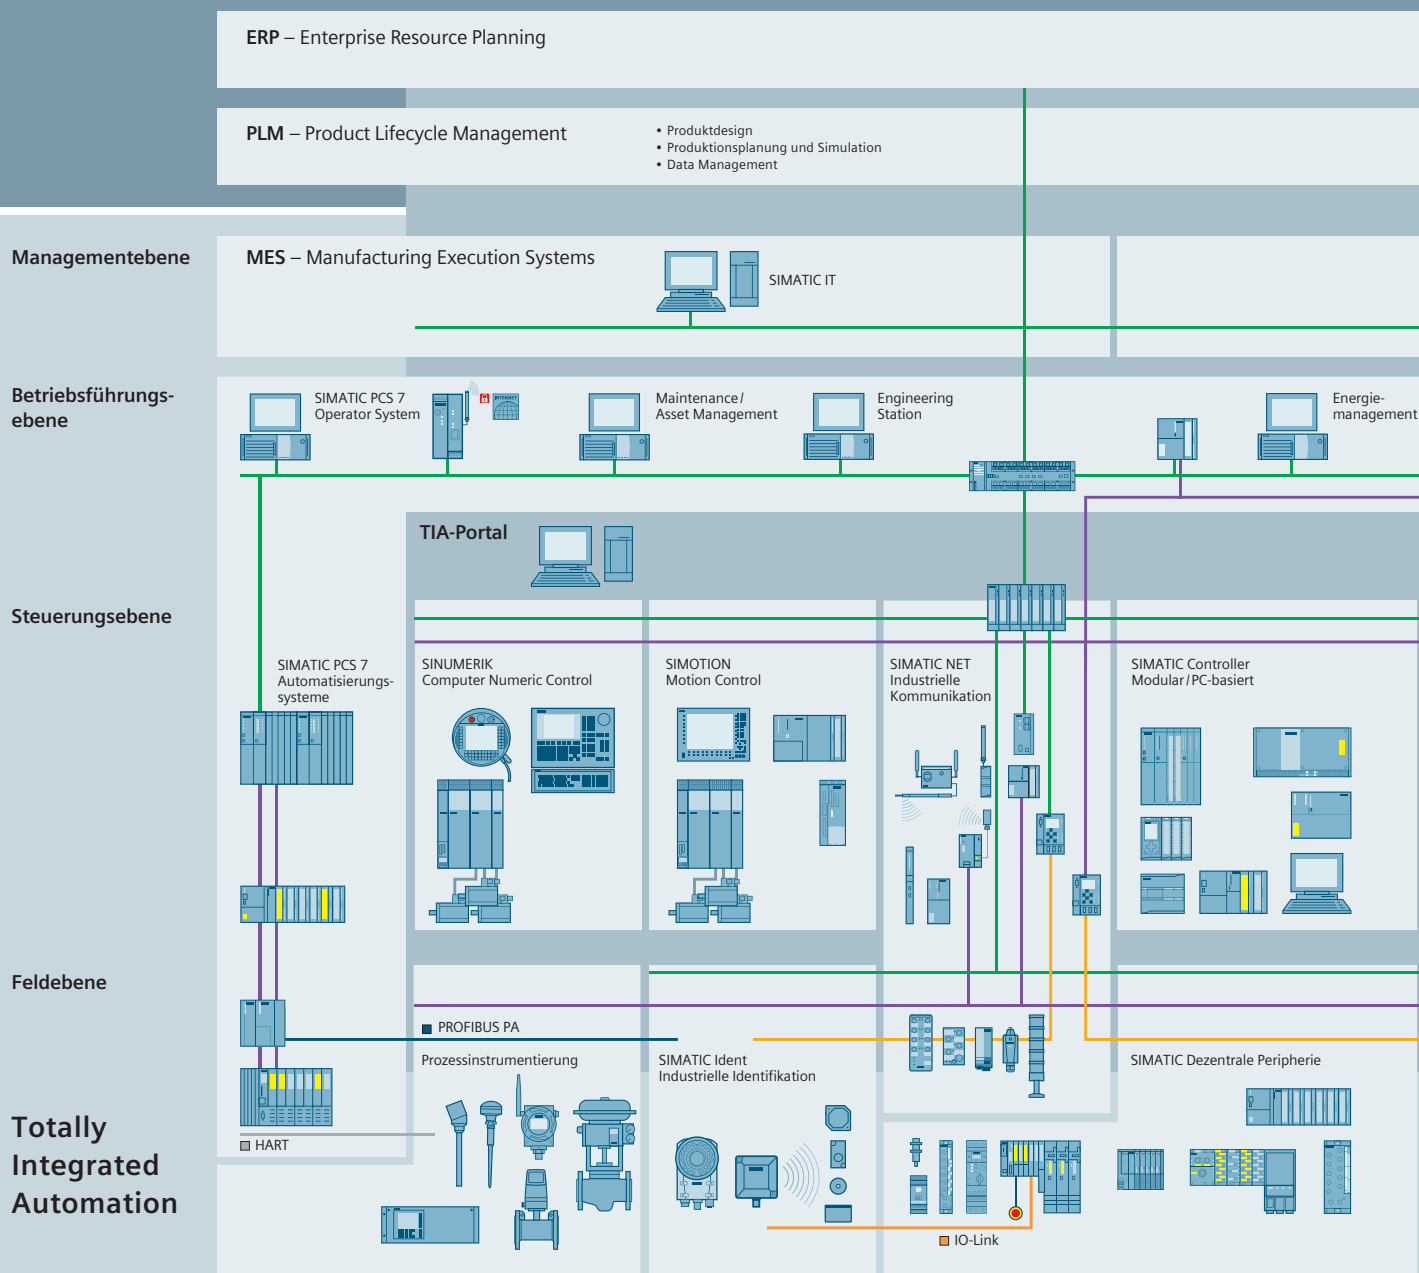 ERP – Enterprise Resource Planning
PLM – Product Lifecycle Management
• Produktdesign
• Produktionsplanung und Simulation
• Data Management
Managementebene
MES – Manufacturing Execution Systems
SIMATIC IT
Betriebsführungs-
ebene
SIMATIC PCS 7
Operator System
INTERNET
Maintenance/
Asset Management
Engineering
Station
Energie-
management
TIA-Portal
Steuerungsebene
SIMATIC PCS 7
Automatisierungs-
systeme
SINUMERIK
Computer Numeric Control
SIMOTION
Motion Control
SIMATIC NET
Industrielle
Kommunikation
SIMATIC Controller
Modular/PC-basiert
Feldebene
PROFIBUS PA
Prozessinstrumentierung
SIMATIC Ident
Industrielle Identifikation
SIMATIC Dezentrale Peripherie
HART
IO-Link
Totally
Integrated
Automation